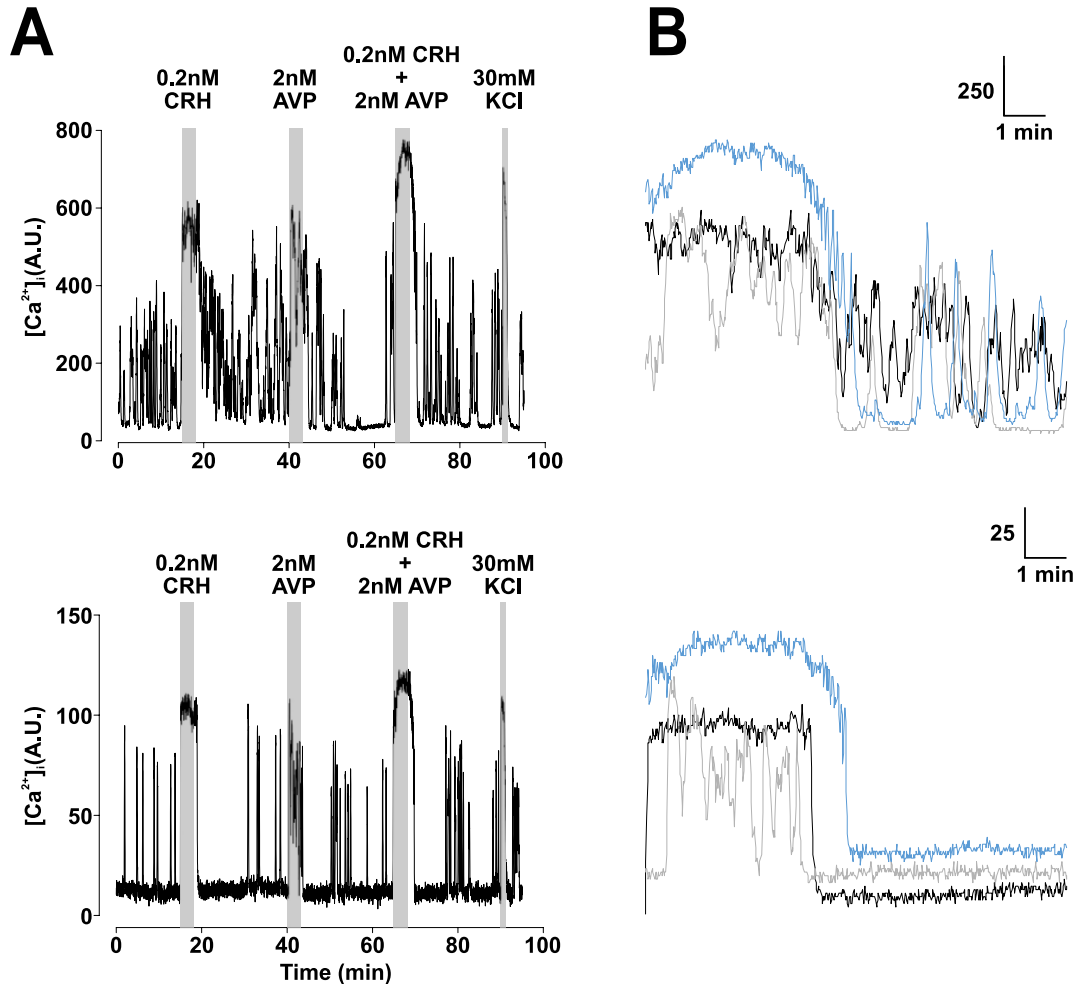 A
B
0.2nM CRH
+
2nM AVP
0.2nM
CRH
2nM
AVP
30mM
KCl
250
1 min
800
600
400
200
0
[Ca²⁺]ᵢ(A.U.)
0 20 40 60 80 100
0.2nM CRH
+
2nM AVP
0.2nM
CRH
2nM
AVP
30mM
KCl
25
1 min
150
100
50
0
[Ca²⁺]ᵢ(A.U.)
0 20 40 60 80 100
Time (min)